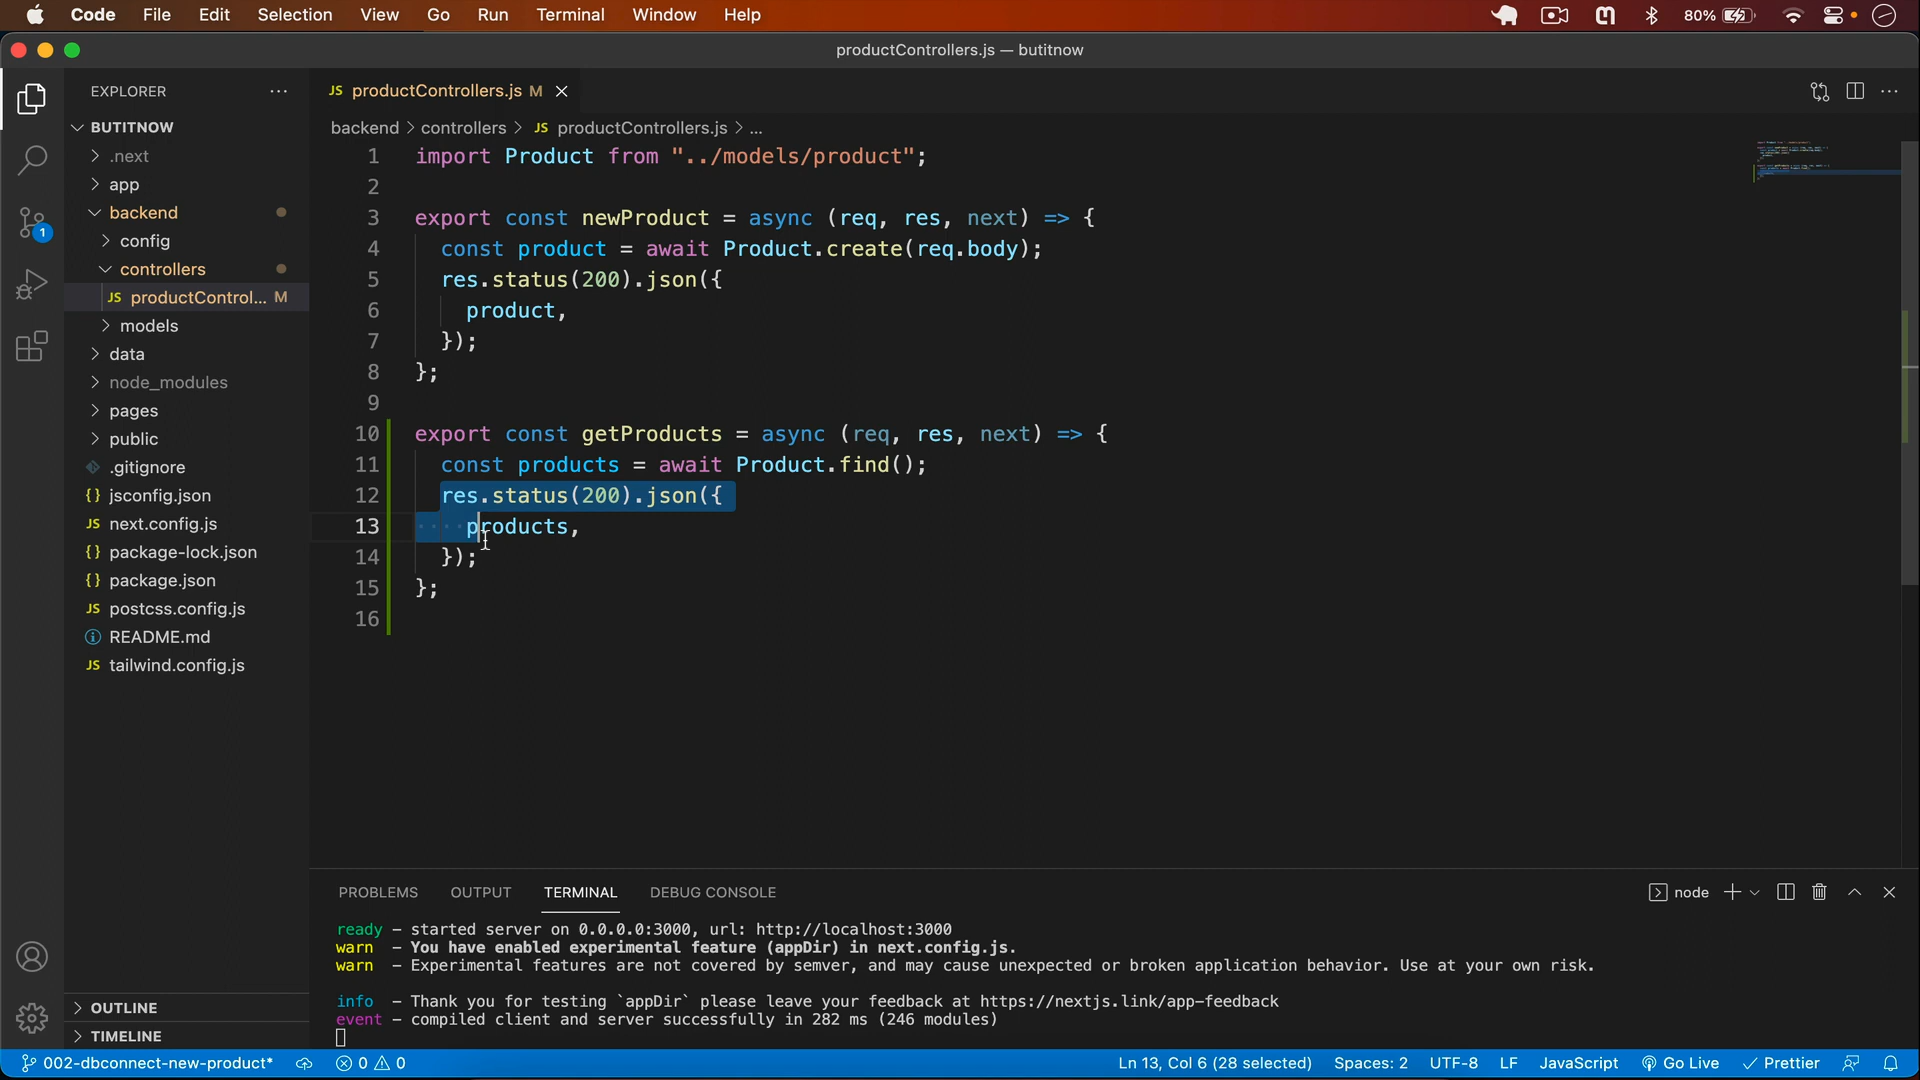 Code File Edit Selection View Go Run Terminal Window Help 80%
productControllers.js — butitnow
EXPLORER
JS productControllers.js M
BUTITNOW
backend > controllers > JS productControllers.js > ...
.next
app
backend
config
controllers
JS productControl... M
models
data
node_modules
pages
public
.gitignore
{} jsconfig.json
JS next.config.js
{} package-lock.json
{} package.json
JS postcss.config.js
README.md
JS tailwind.config.js
OUTLINE
TIMELINE
1 import Product from "../models/product";
2
3 export const newProduct = async (req, res, next) => {
4 const product = await Product.create(req.body);
5 res.status(200).json({
6 product,
7 });
8 };
9
10 export const getProducts = async (req, res, next) => {
11 const products = await Product.find();
12 res.status(200).json({
13 products,
14 });
15 };
16
PROBLEMS OUTPUT TERMINAL DEBUG CONSOLE node
ready - started server on 0.0.0.0:3000, url: http://localhost:3000
warn - You have enabled experimental feature (appDir) in next.config.js.
warn - Experimental features are not covered by semver, and may cause unexpected or broken application behavior. Use at your own risk.
info - Thank you for testing `appDir` please leave your feedback at https://nextjs.link/app-feedback
event - compiled client and server successfully in 282 ms (246 modules)
1
002-dbconnect-new-product* 0 0 Ln 13, Col 6 (28 selected) Spaces: 2 UTF-8 LF JavaScript Go Live Prettier